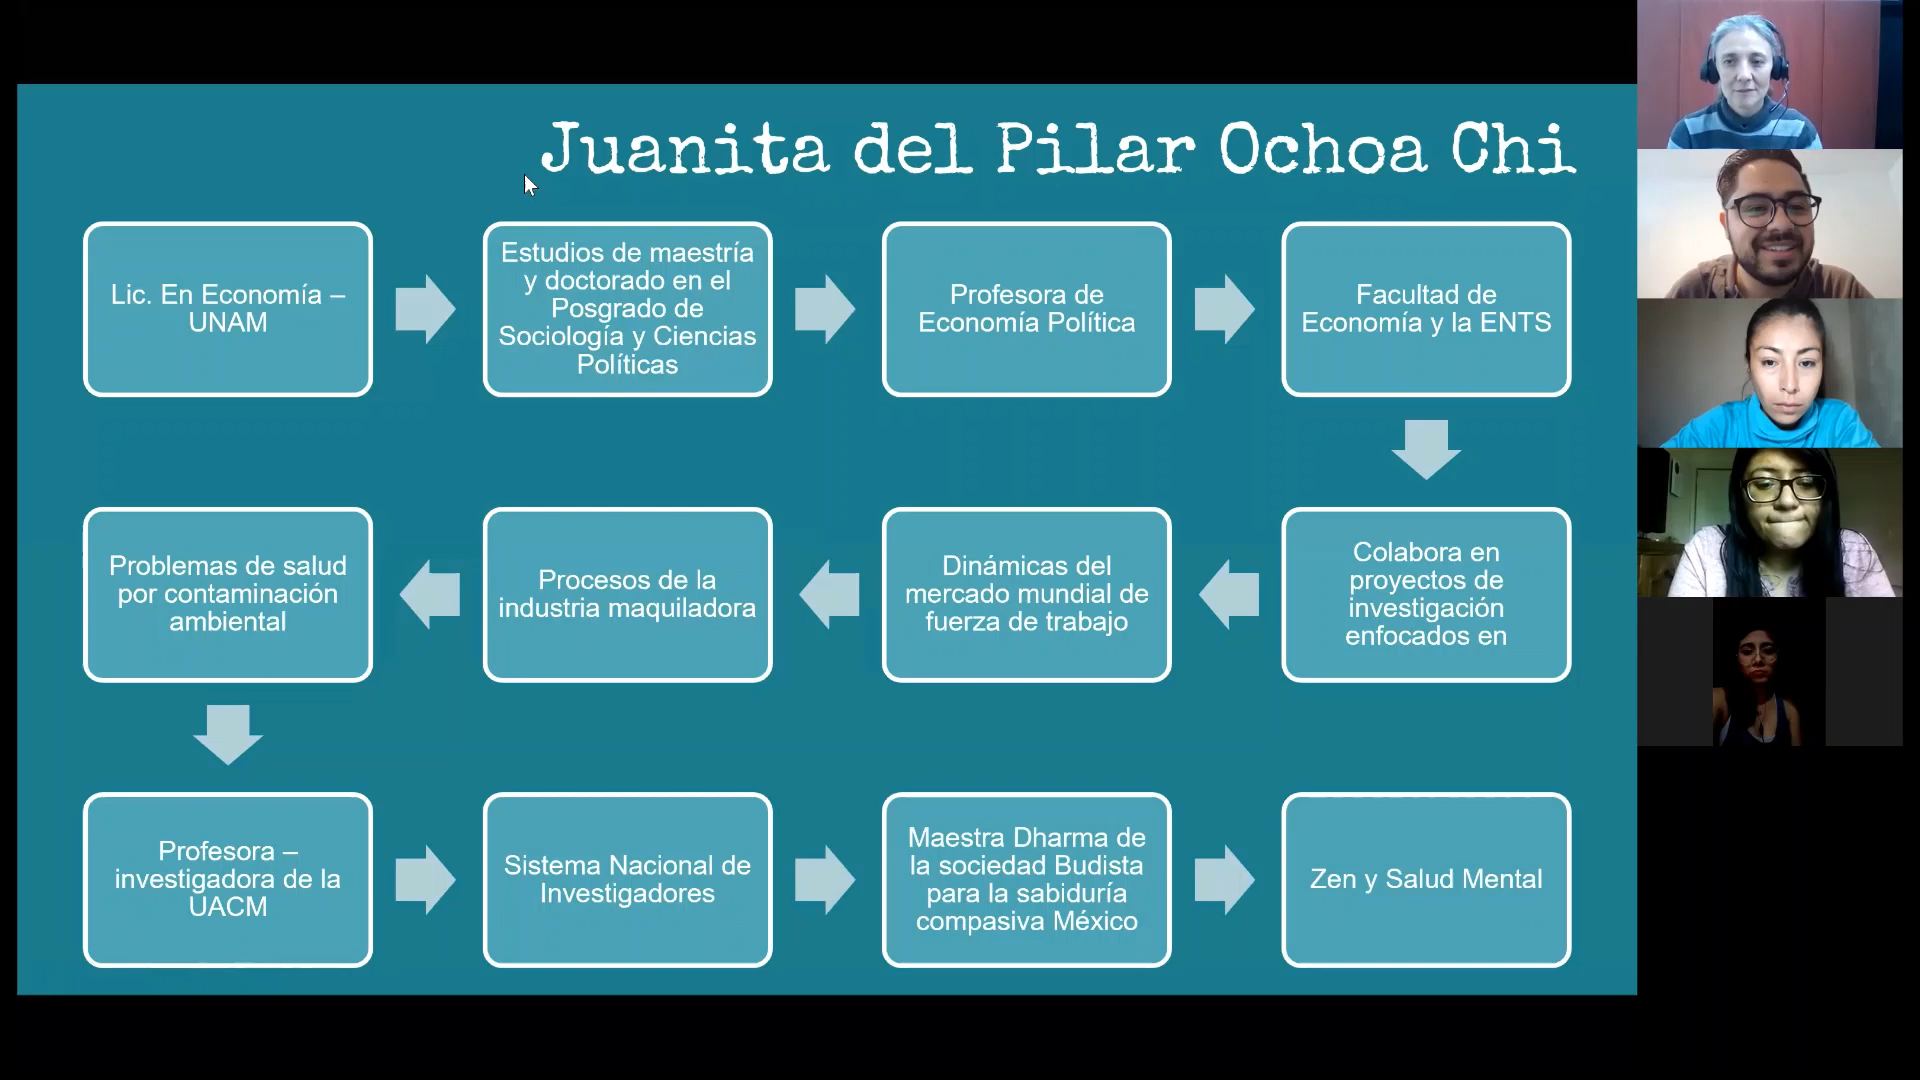 Juanita del Pilar Ochoa Chi
Lic. En Economía –
UNAM
Estudios de maestría
y doctorado en el
Posgrado de
Sociología y Ciencias
Políticas
Profesora de
Economía Política
Facultad de
Economía y la ENTS
Colabora en
proyectos de
investigación
enfocados en
Dinámicas del
mercado mundial de
fuerza de trabajo
Procesos de la
industria maquiladora
Problemas de salud
por contaminación
ambiental
Profesora –
investigadora de la
UACM
Sistema Nacional de
Investigadores
Maestra Dharma de
la sociedad Budista
para la sabiduría
compasiva México
Zen y Salud Mental